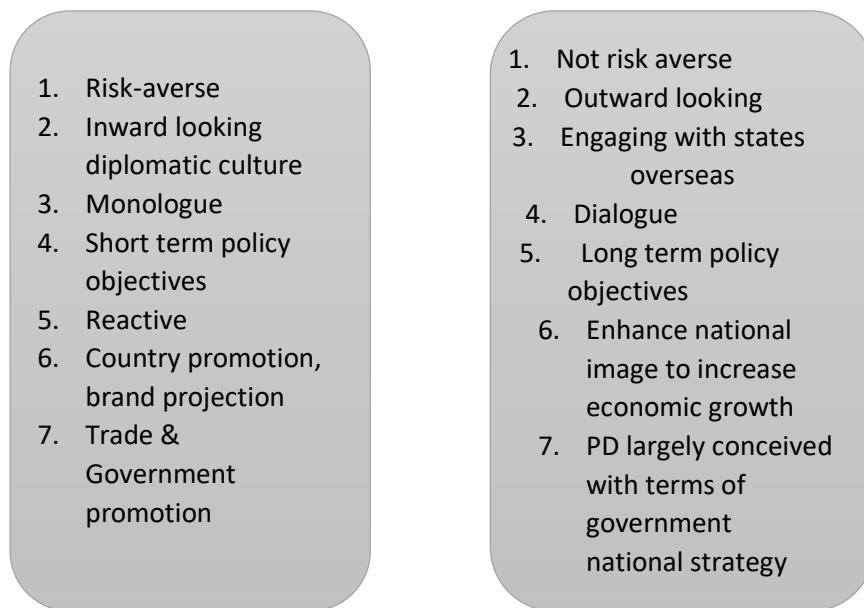 1. Risk-averse
2. Inward looking
diplomatic culture
3. Monologue
4. Short term policy
objectives
5. Reactive
6. Country promotion,
brand projection
7. Trade &
Government
promotion
1. Not risk averse
2. Outward looking
3. Engaging with states
overseas
4. Dialogue
5. Long term policy
objectives
6. Enhance national
image to increase
economic growth
7. PD largely conceived
with terms of
government
national strategy